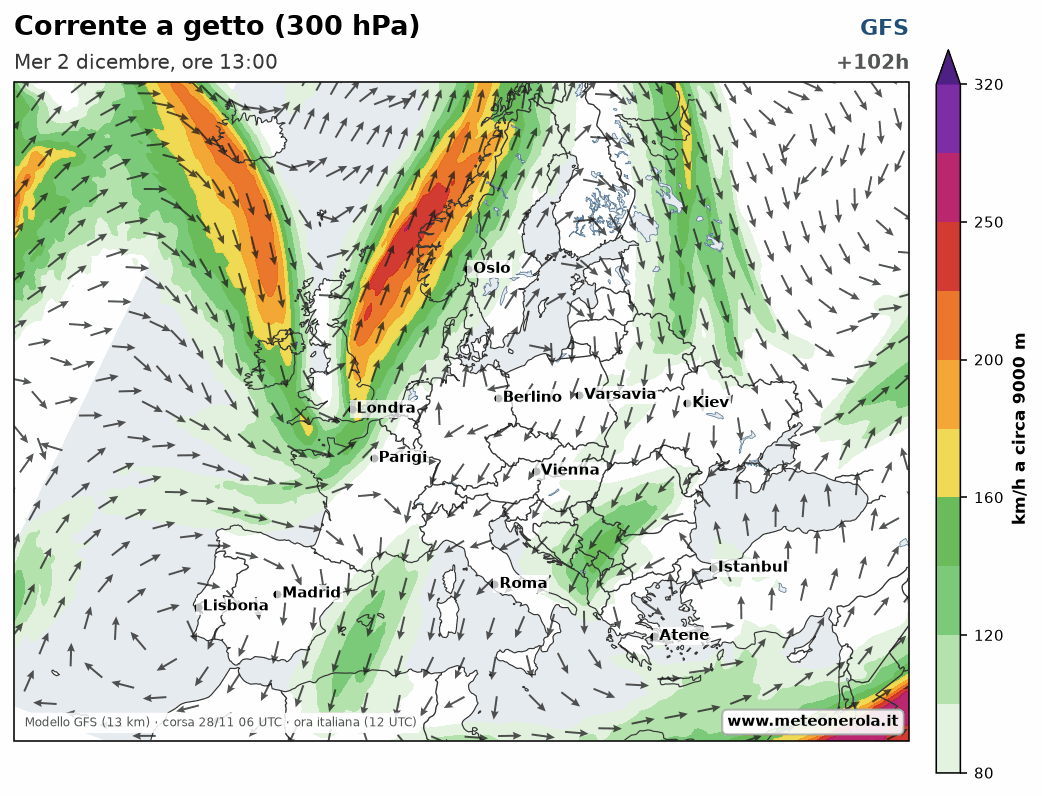 Corrente a getto (300 hPa)
GFS
Mer 2 dicembre, ore 13:00
+102h
320
250
200
160
120
80
km/h a circa 9000 m
Oslo
Londra
Berlino
Varsavia
Kiev
Parigi
Vienna
Istanbul
Roma
Madrid
Lisbona
Atene
Modello GFS (13 km) · corsa 28/11 06 UTC · ora italiana (12 UTC)
www.meteonerola.it